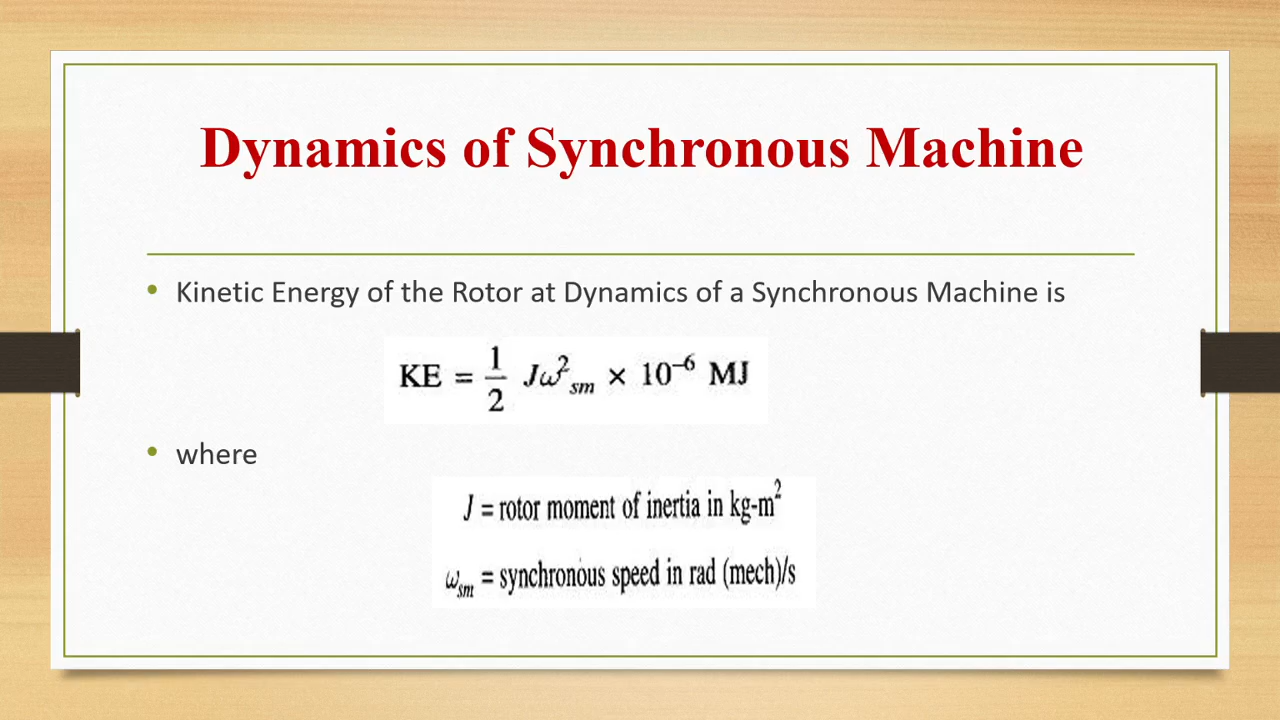 Dynamics of Synchronous Machine
• Kinetic Energy of the Rotor at Dynamics of a Synchronous Machine is
KE = 1/2 Jω²sm × 10⁻⁶ MJ
• where
J = rotor moment of inertia in kg-m²
ωsm = synchronous speed in rad (mech)/s